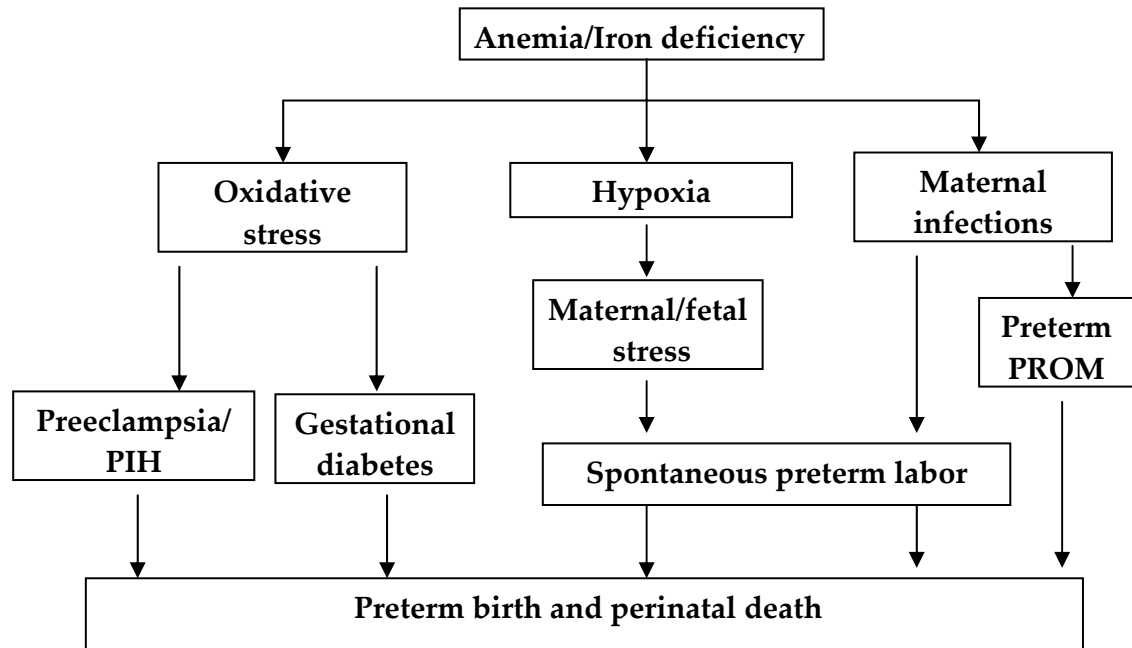 Anemia/Iron deficiency
Oxidative
stress
Hypoxia
Maternal
infections
Maternal/fetal
stress
Preterm
PROM
Preeclampsia/
PIH
Gestational
diabetes
Spontaneous preterm labor
Preterm birth and perinatal death